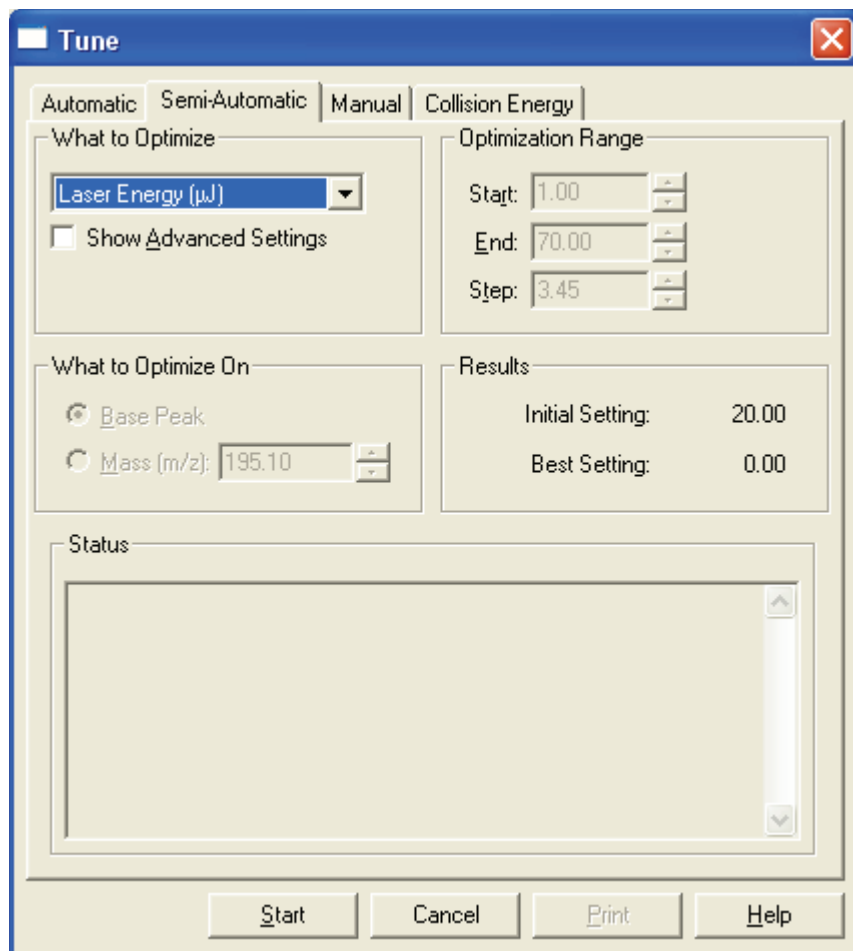 Tune
Automatic Semi-Automatic Manual Collision Energy
What to Optimize
Laser Energy (µJ)
Show Advanced Settings
Optimization Range
Start: 1.00
End: 70.00
Step: 3.45
What to Optimize On
Base Peak
Mass (m/z): 195.10
Results
Initial Setting: 20.00
Best Setting: 0.00
Status
Start Cancel Print Help